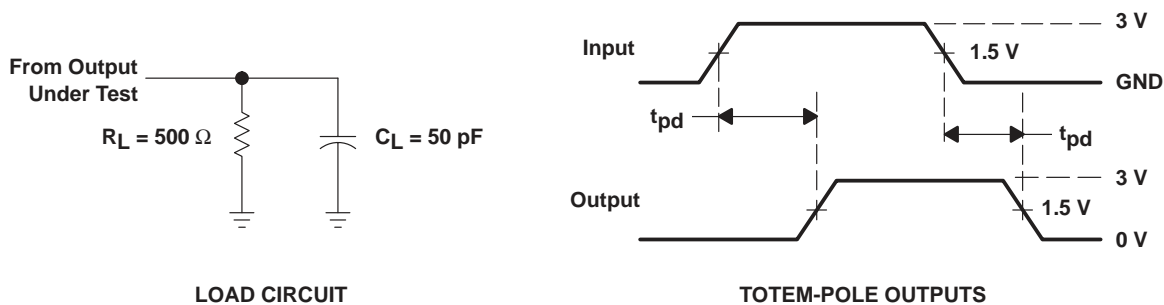 From Output
Under Test
RL = 500 Ω
CL = 50 pF
LOAD CIRCUIT
Input
3 V
1.5 V
GND
tpd
tpd
Output
3 V
1.5 V
0 V
TOTEM-POLE OUTPUTS